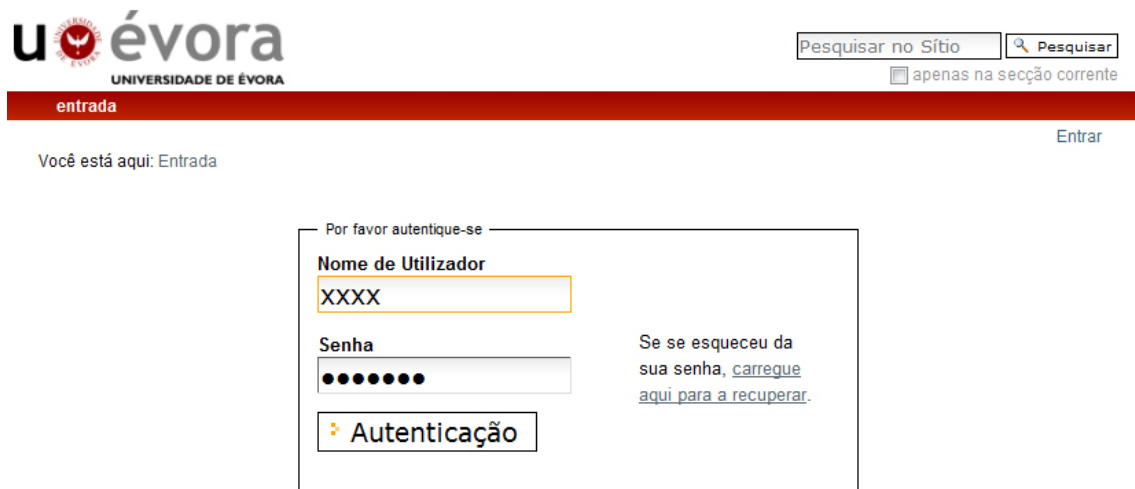 u évora
UNIVERSIDADE DE ÉVORA
Pesquisar no Sítio
Pesquisar
apenas na secção corrente
entrada
Entrar
Você está aqui: Entrada
Por favor autentique-se
Nome de Utilizador
xxxx
Senha
●●●●●●●
Autenticação
Se se esqueceu da
sua senha, carregue
aqui para a recuperar.